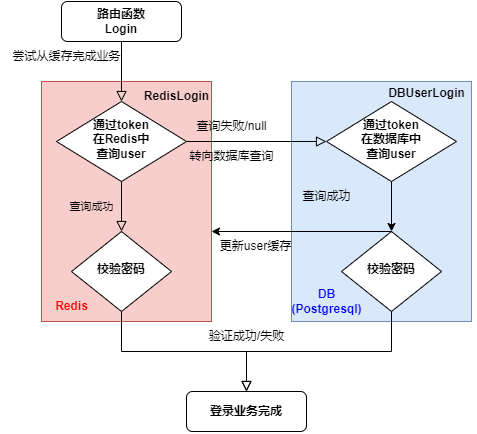 路由函数
Login
尝试从缓存完成业务
RedisLogin
DBUserLogin
通过token
在Redis中
查询user
查询失败/null
转向数据库查询
通过token
在数据库中
查询user
查询成功
查询成功
更新user缓存
校验密码
校验密码
Redis
DB
(Postgresql)
验证成功/失败
登录业务完成